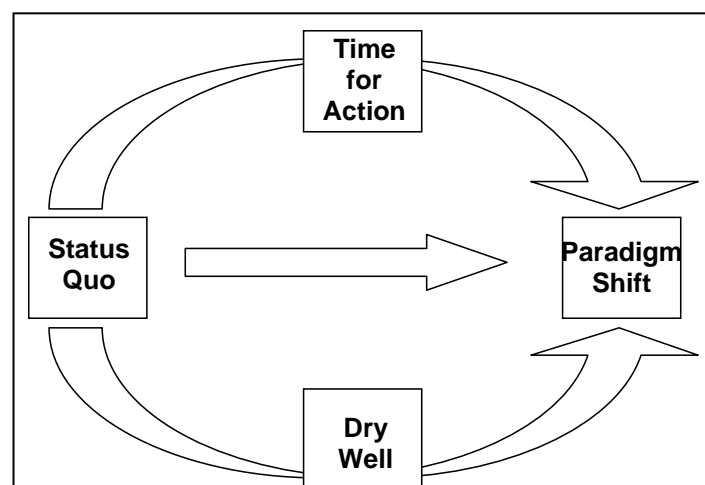 Time
for
Action
Status
Quo
Paradigm
Shift
Dry
Well